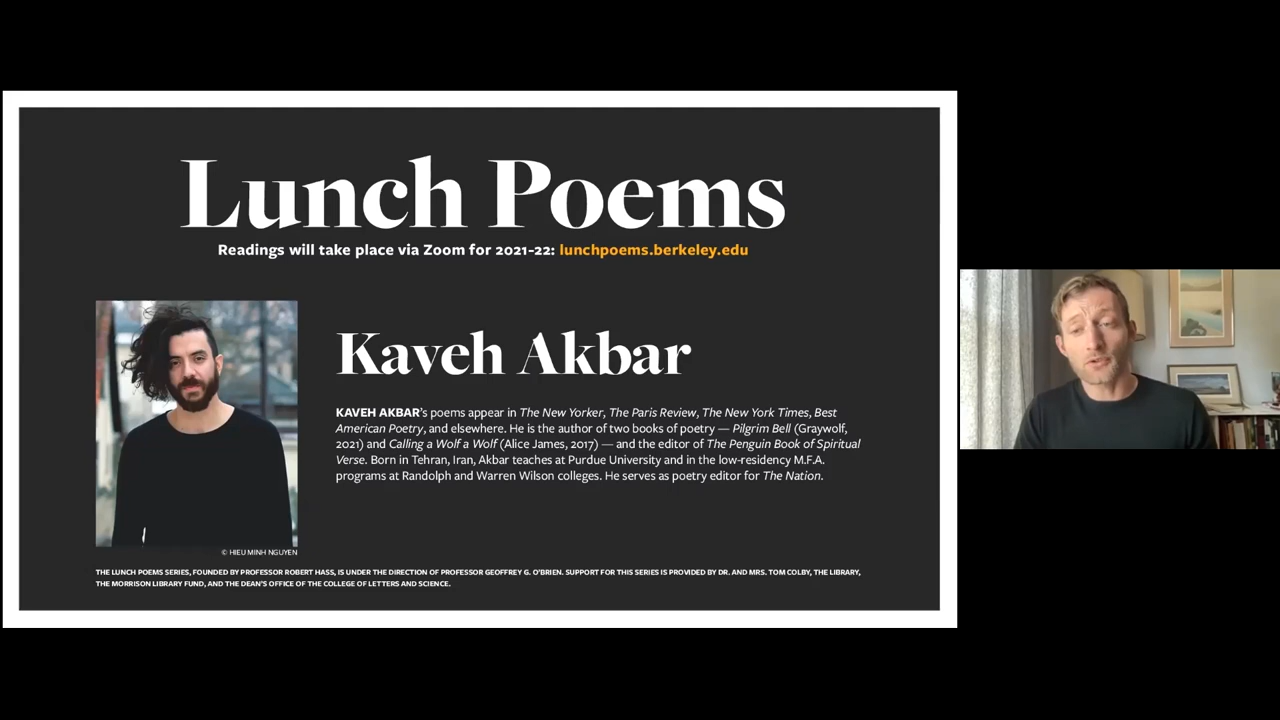 Lunch Poems
Readings will take place via Zoom for 2021-22: lunchpoems.berkeley.edu
Kaveh Akbar
KAVEH AKBAR's poems appear in The New Yorker, The Paris Review, The New York Times, Best
American Poetry, and elsewhere. He is the author of two books of poetry — Pilgrim Bell (Graywolf,
2021) and Calling a Wolf a Wolf (Alice James, 2017) — and the editor of The Penguin Book of Spiritual
Verse. Born in Tehran, Iran, Akbar teaches at Purdue University and in the low-residency M.F.A.
programs at Randolph and Warren Wilson colleges. He serves as poetry editor for The Nation.
© HIEU MINH NGUYEN
THE LUNCH POEMS SERIES, FOUNDED BY PROFESSOR ROBERT HASS, IS UNDER THE DIRECTION OF PROFESSOR GEOFFREY G. O'BRIEN. SUPPORT FOR THIS SERIES IS PROVIDED BY DR. AND MRS. TOM COLBY, THE LIBRARY,
THE MORRISON LIBRARY FUND, AND THE DEAN'S OFFICE OF THE COLLEGE OF LETTERS AND SCIENCE.